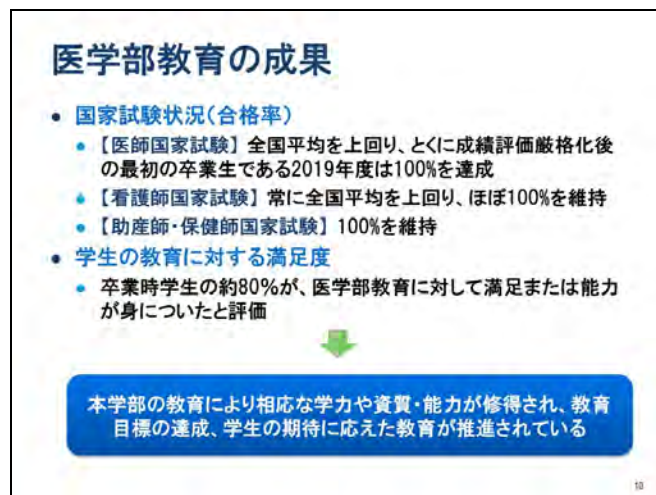 医学部教育の成果
• 国家試験状況(合格率)
• 【医師国家試験】 全国平均を上回り、とくに成績評価厳格化後
の最初の卒業生である2019年度は100%を達成
• 【看護師国家試験】 常に全国平均を上回り、ほぼ100%を維持
• 【助産師・保健師国家試験】 100%を維持
• 学生の教育に対する満足度
• 卒業時学生の約80%が、医学部教育に対して満足または能力
が身についたと評価
本学部の教育により相応な学力や資質・能力が修得され、教育
目標の達成、学生の期待に応えた教育が推進されている
10